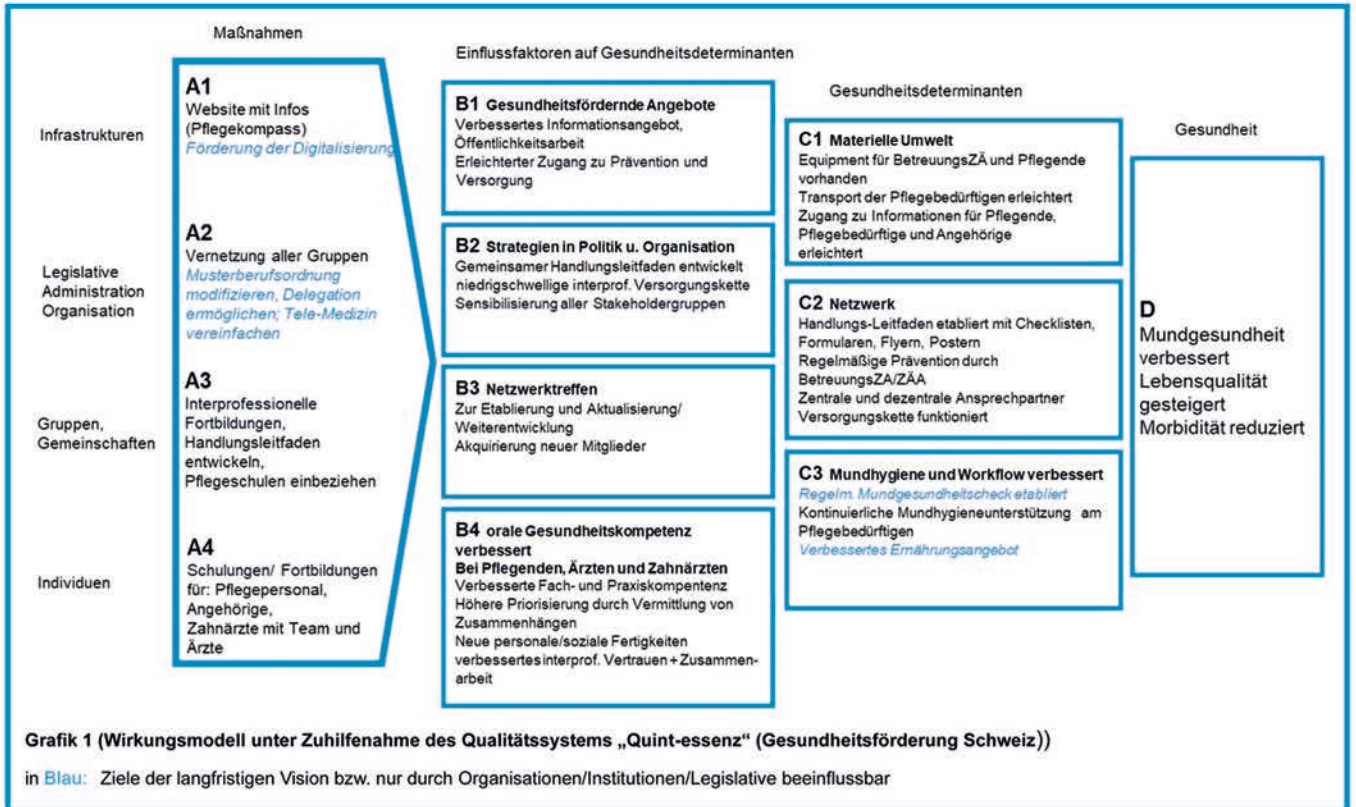 Maßnahmen
Infrastrukturen
Legislative
Administration
Organisation
Gruppen,
Gemeinschaften
Individuen
A1
Website mit Infos
(Pflegekompass)
Förderung der Digitalisierung
A2
Vernetzung aller Gruppen
Musterberufsordnung
modifizieren, Delegation
ermöglichen; Tele-Medizin
vereinfachen
A3
Interprofessionelle
Fortbildungen,
Handlungsleitfaden
entwickeln,
Pflegeschulen einbeziehen
A4
Schulungen/ Fortbildungen
für: Pflegepersonal,
Angehörige,
Zahnärzte mit Team und
Ärzte
Einflussfaktoren auf Gesundheitsdeterminanten
B1 Gesundheitsfördernde Angebote
Verbessertes Informationsangebot,
Öffentlichkeitsarbeit
Erleichterter Zugang zu Prävention und
Versorgung
B2 Strategien in Politik u. Organisation
Gemeinsamer Handlungsleitfaden entwickelt
niedrigschwellige interprof. Versorgungskette
Sensibilisierung aller Stakeholdergruppen
B3 Netzwerktreffen
Zur Etablierung und Aktualisierung/
Weiterentwicklung
Akquirierung neuer Mitglieder
B4 orale Gesundheitskompetenz
verbessert
Bei Pflegenden, Ärzten und Zahnärzten
Verbesserte Fach- und Praxiskompentenz
Höhere Priorisierung durch Vermittlung von
Zusammenhängen
Neue personale/soziale Fertigkeiten
verbessertes interprof. Vertrauen + Zusammen-
arbeit
Gesundheitsdeterminanten
C1 Materielle Umwelt
Equipment für BetreuungsZÄ und Pflegende
vorhanden
Transport der Pflegebedürftigen erleichtert
Zugang zu Informationen für Pflegende,
Pflegebedürftige und Angehörige
erleichtert
C2 Netzwerk
Handlungs-Leitfaden etabliert mit Checklisten,
Formularen, Flyern, Postern
Regelmäßige Prävention durch
BetreuungsZA/ZÄA
Zentrale und dezentrale Ansprechpartner
Versorgungskette funktioniert
C3 Mundhygiene und Workflow verbessert
Regelm. Mundgesundheitscheck etabliert
Kontinuierliche Mundhygieneunterstützung am
Pflegebedürftigen
Verbessertes Ernährungsangebot
Gesundheit
D
Mundgesundheit
verbessert
Lebensqualität
gesteigert
Morbidität reduziert
Grafik 1 (Wirkungsmodell unter Zuhilfenahme des Qualitätssystems „Quint-essenz“ (Gesundheitsförderung Schweiz))
in Blau: Ziele der langfristigen Vision bzw. nur durch Organisationen/Institutionen/Legislative beeinflussbar